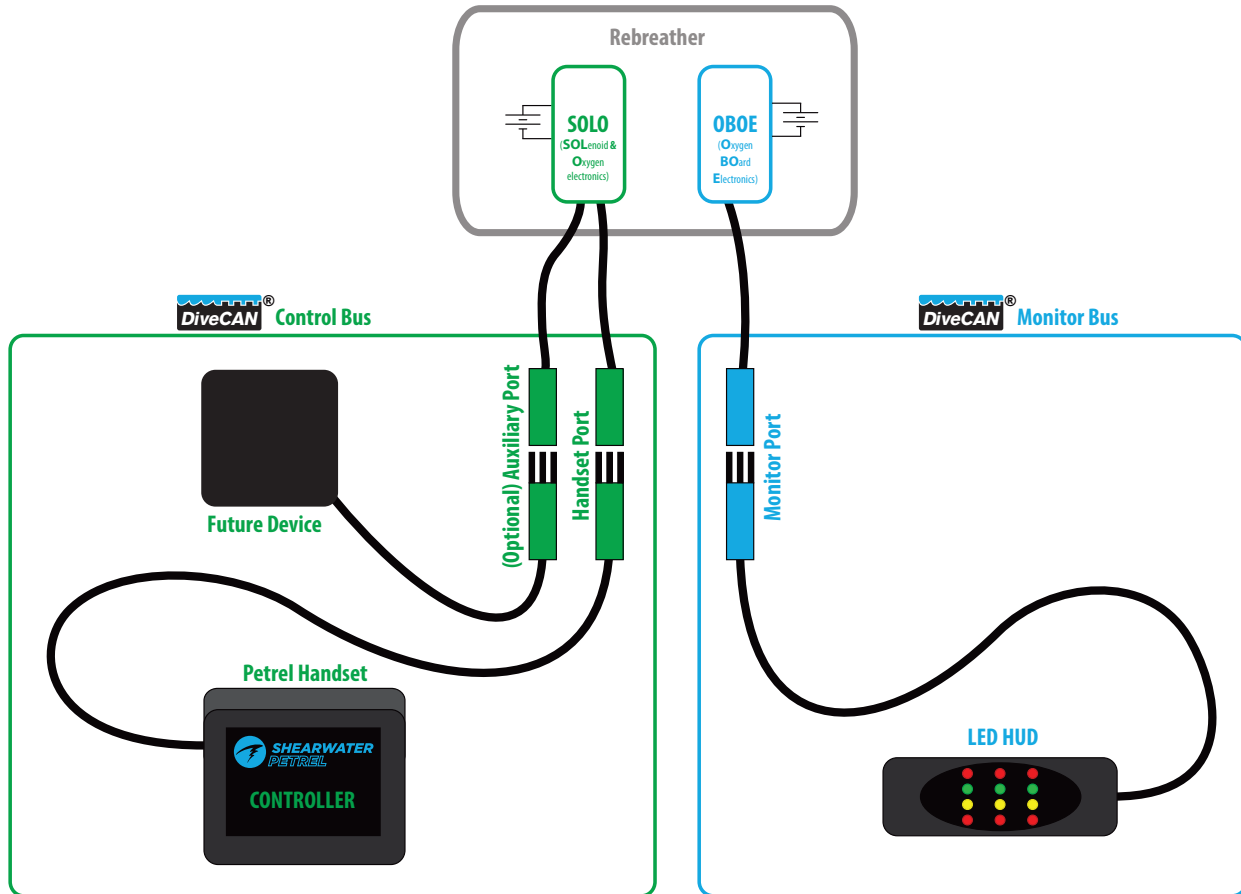 Rebreather
SOLO
(SOLenoid &
Oxygen
electronics)
OBOE
(Oxygen
BOard
Electronics)
DiveCAN® Control Bus
DiveCAN® Monitor Bus
(Optional) Auxiliary Port
Handset Port
Monitor Port
Future Device
Petrel Handset
SHEARWATER
PETREL
CONTROLLER
LED HUD